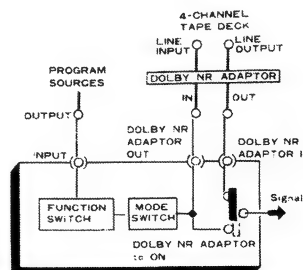 4-CHANNEL
TAPE DECK
LINE
INPUT
LINE
OUTPUT
PROGRAM
SOURCES
DOLBY NR ADAPTOR
IN
OUT
OUTPUT
DOLBY NR
ADAPTOR
OUT
DOLBY NR
ADAPTOR I
INPUT
Signal
FUNCTION
SWITCH
MODE
SWITCH
DOLBY NR ADAPTOR
to ON